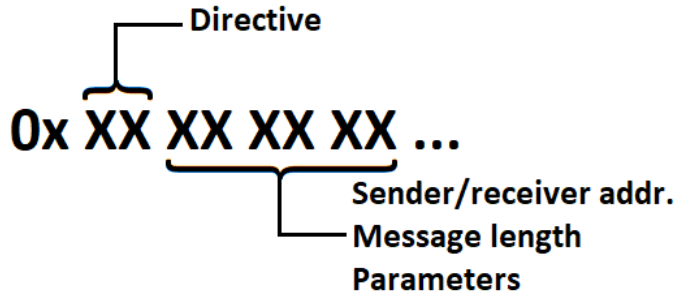 Directive
0x XX XX XX XX ...
Sender/receiver addr.
Message length
Parameters